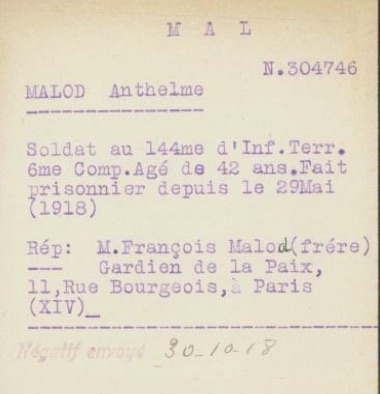 M A L
N.304746
MALOD Anthelme
Soldat au 144me d'Inf.Terr.
6me Comp.Agé de 42 ans.Fait
prisonnier depuis le 29Mai
(1918)
Rép: M.François Malod(frére)
--- Gardien de la Paix,
11,Rue Bourgeois,à Paris
(XIV)_
Négatif envoyé 30-10-18